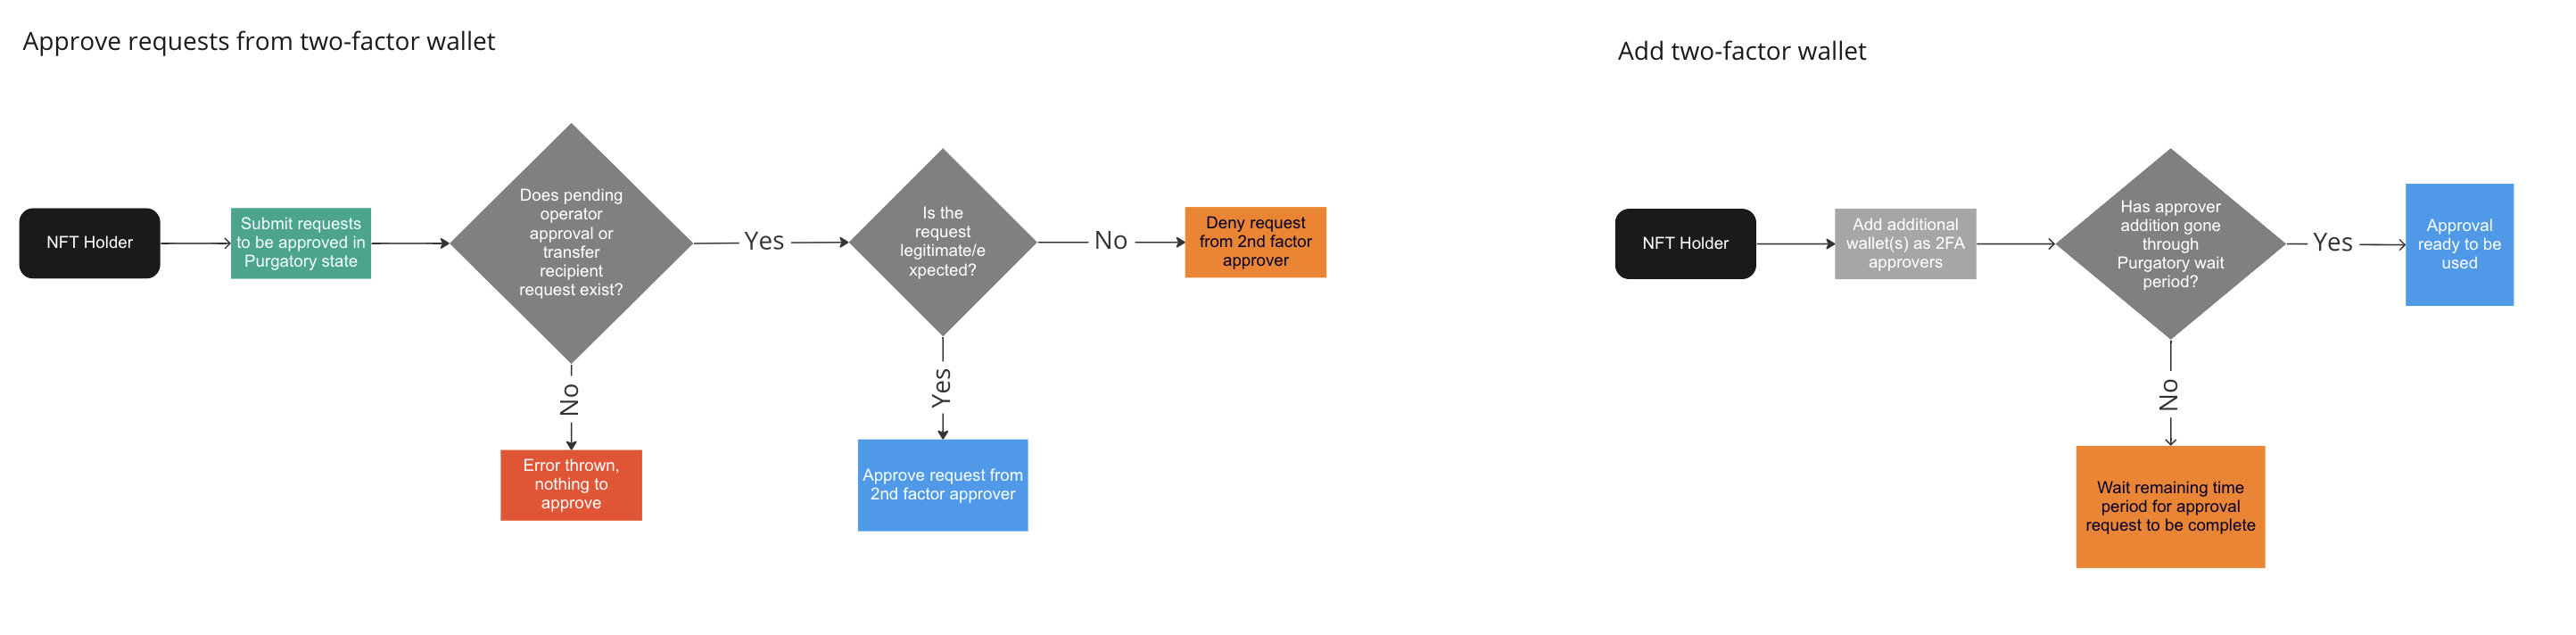 Approve requests from two-factor wallet
NFT Holder
Submit requests
to be approved in
Purgatory state
Does pending
operator
approval or
transfer
recipient
request exist?
Yes
Is the
request
legitimate/e
xpected?
No
Deny request
from 2nd factor
approver
No
Error thrown,
nothing to
approve
Yes
Approve request from
2nd factor approver
Add two-factor wallet
NFT Holder
Add additional
wallet(s) as 2FA
approvers
Has approver
addition gone
through
Purgatory wait
period?
Yes
Approval
ready to be
used
No
Wait remaining time
period for approval
request to be complete